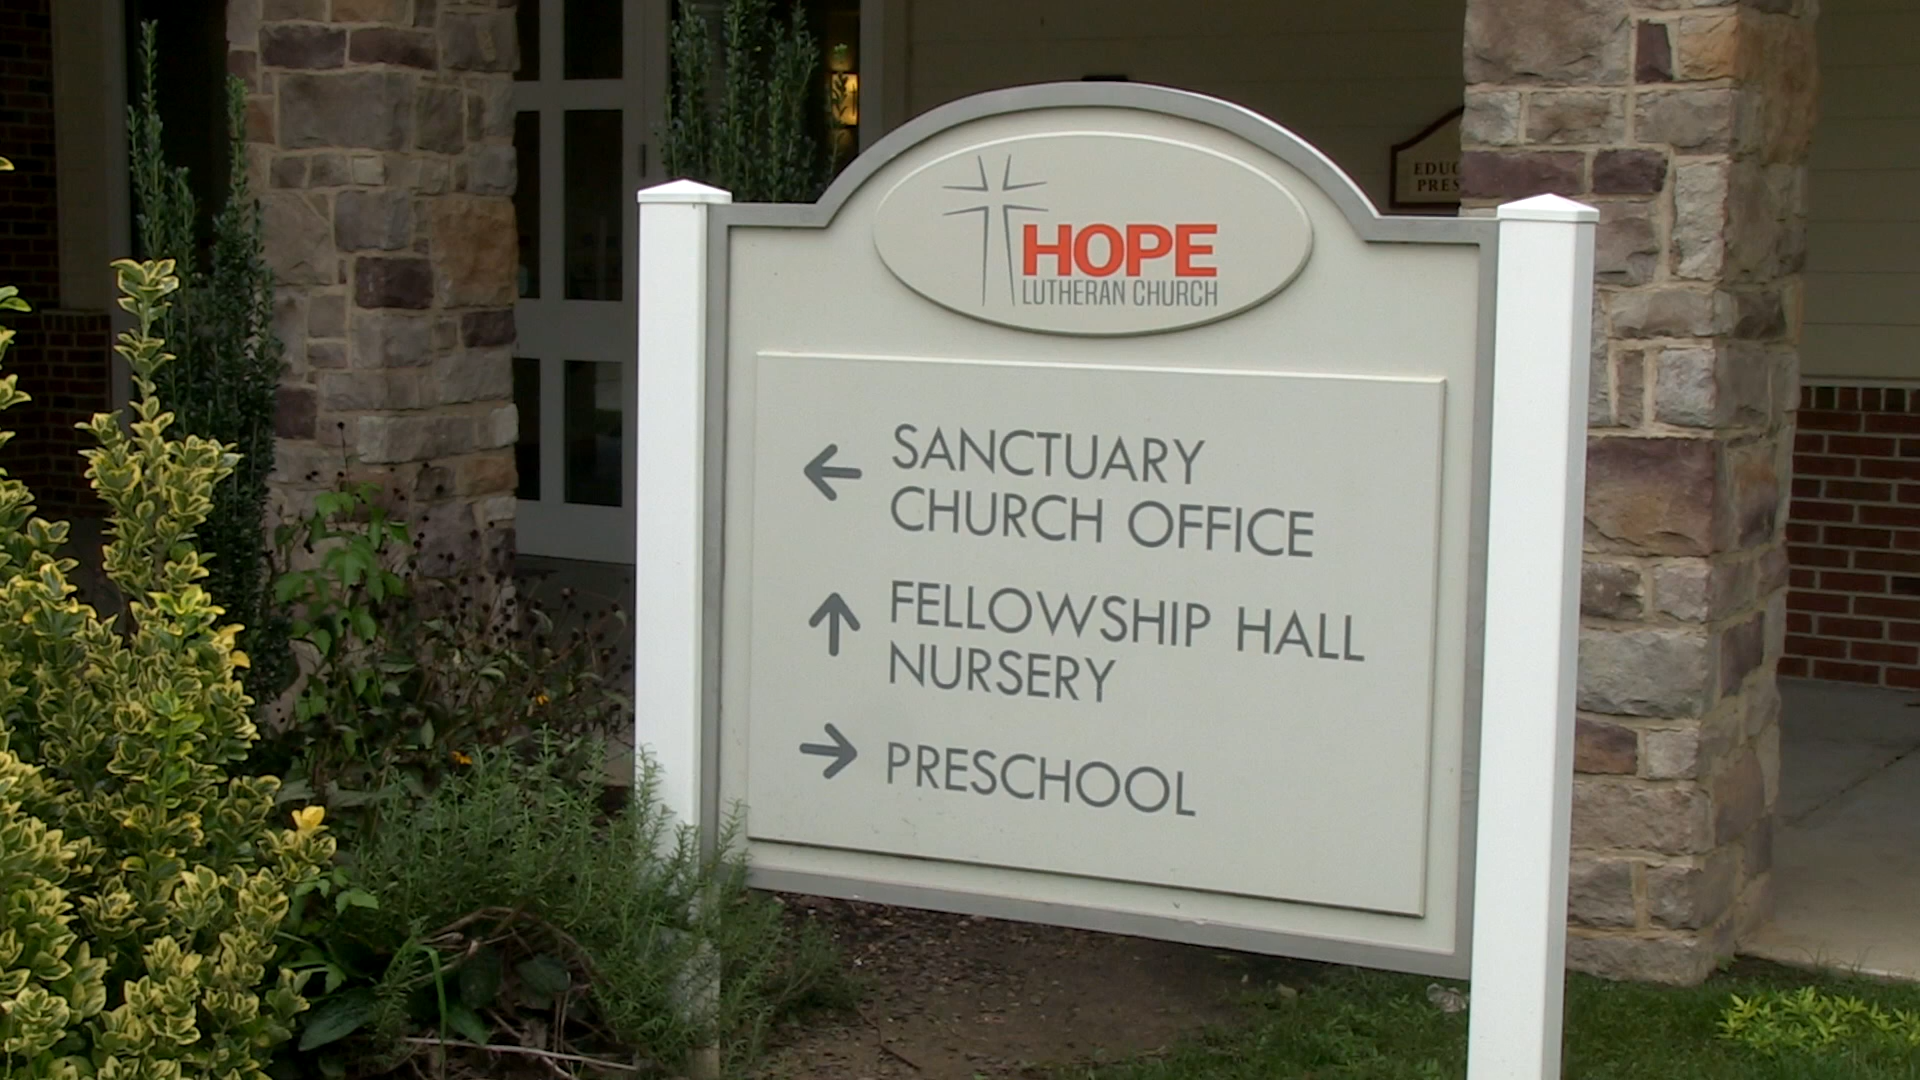 HOPE
LUTHERAN CHURCH
← SANCTUARY
CHURCH OFFICE
↑ FELLOWSHIP HALL
NURSERY
→ PRESCHOOL